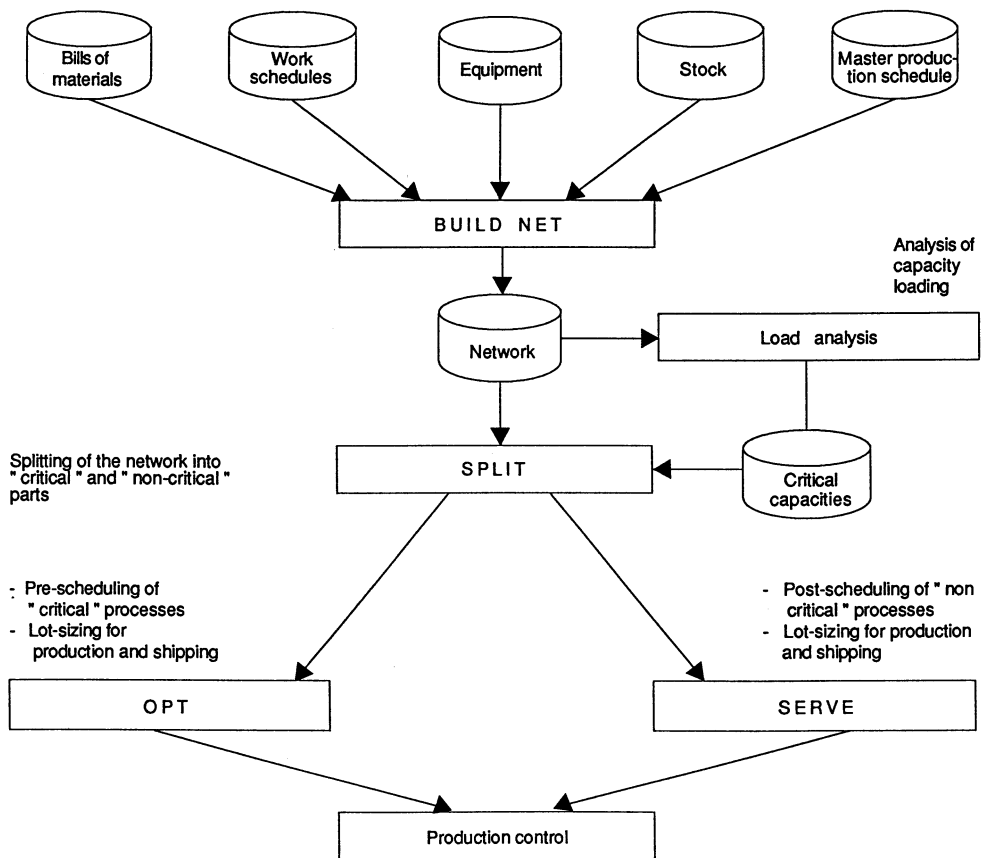 Bills of
materials
Work
schedules
Equipment
Stock
Master produc-
tion schedule
BUILD NET
Analysis of
capacity
loading
Network
Load analysis
Splitting of the network into
" critical " and " non-critical "
parts
SPLIT
Critical
capacities
- Pre-scheduling of
" critical " processes
- Lot-sizing for
production and shipping
- Post-scheduling of " non
critical " processes
- Lot-sizing for production
and shipping
OPT
SERVE
Production control